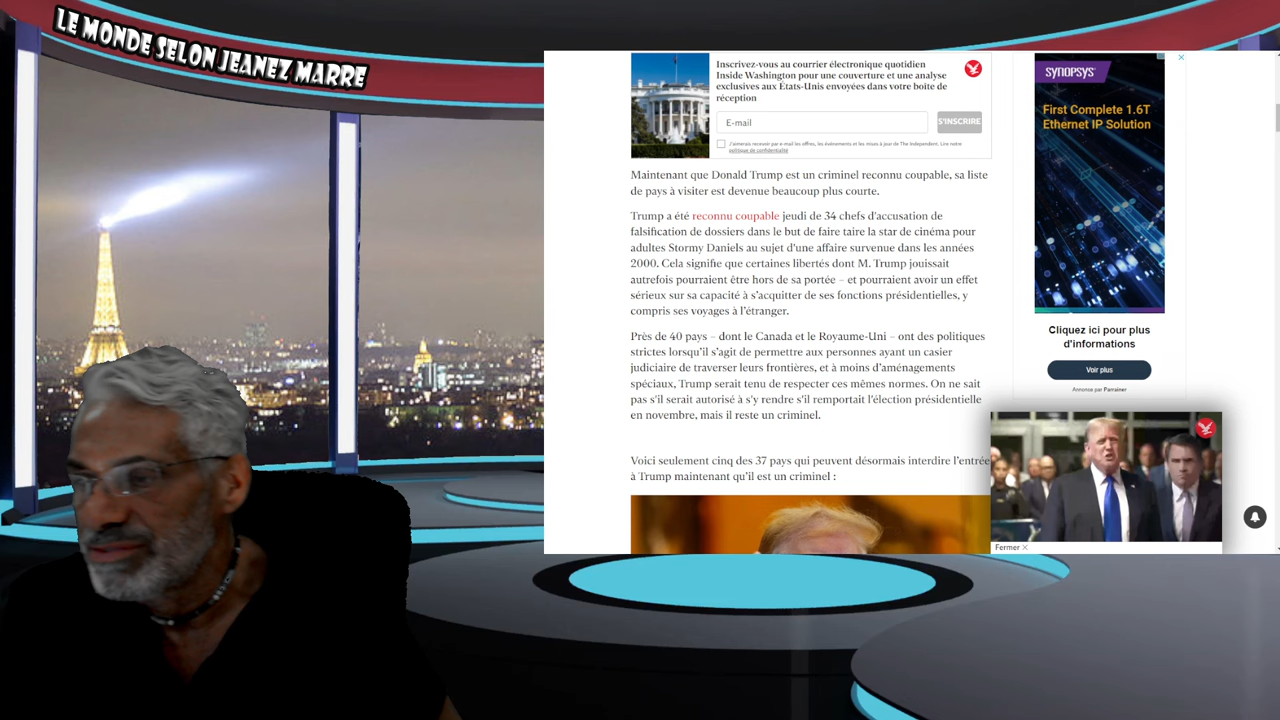 LE MONDE SELON JEANEZ MARRE
Inscrivez-vous au courrier électronique quotidien
Inside Washington pour une couverture et une analyse
exclusives aux États-Unis envoyées dans votre boîte de
réception
E-mail
S'INSCRIRE
J'aimerais recevoir par e-mail les offres, les événements et les mises à jour de The Independent. Lire notre
politique de confidentialité
Maintenant que Donald Trump est un criminel reconnu coupable, sa liste
de pays à visiter est devenue beaucoup plus courte.
Trump a été reconnu coupable jeudi de 34 chefs d'accusation de
falsification de dossiers dans le but de faire taire la star de cinéma pour
adultes Stormy Daniels au sujet d'une affaire survenue dans les années
2000. Cela signifie que certaines libertés dont M. Trump jouissait
autrefois pourraient être hors de sa portée – et pourraient avoir un effet
sérieux sur sa capacité à s'acquitter de ses fonctions présidentielles, y
compris ses voyages à l'étranger.
Près de 40 pays – dont le Canada et le Royaume-Uni – ont des politiques
strictes lorsqu'il s'agit de permettre aux personnes ayant un casier
judiciaire de traverser leurs frontières, et à moins d'aménagements
spéciaux, Trump serait tenu de respecter ces mêmes normes. On ne sait
pas s'il serait autorisé à s'y rendre s'il remportait l'élection présidentielle
en novembre, mais il reste un criminel.
Voici seulement cinq des 37 pays qui peuvent désormais interdire l'entrée
à Trump maintenant qu'il est un criminel :
SYNOPSYS
First Complete 1.6T
Ethernet IP Solution
Cliquez ici pour plus
d'informations
Voir plus
Annonce par Parrainer
Fermer ✕